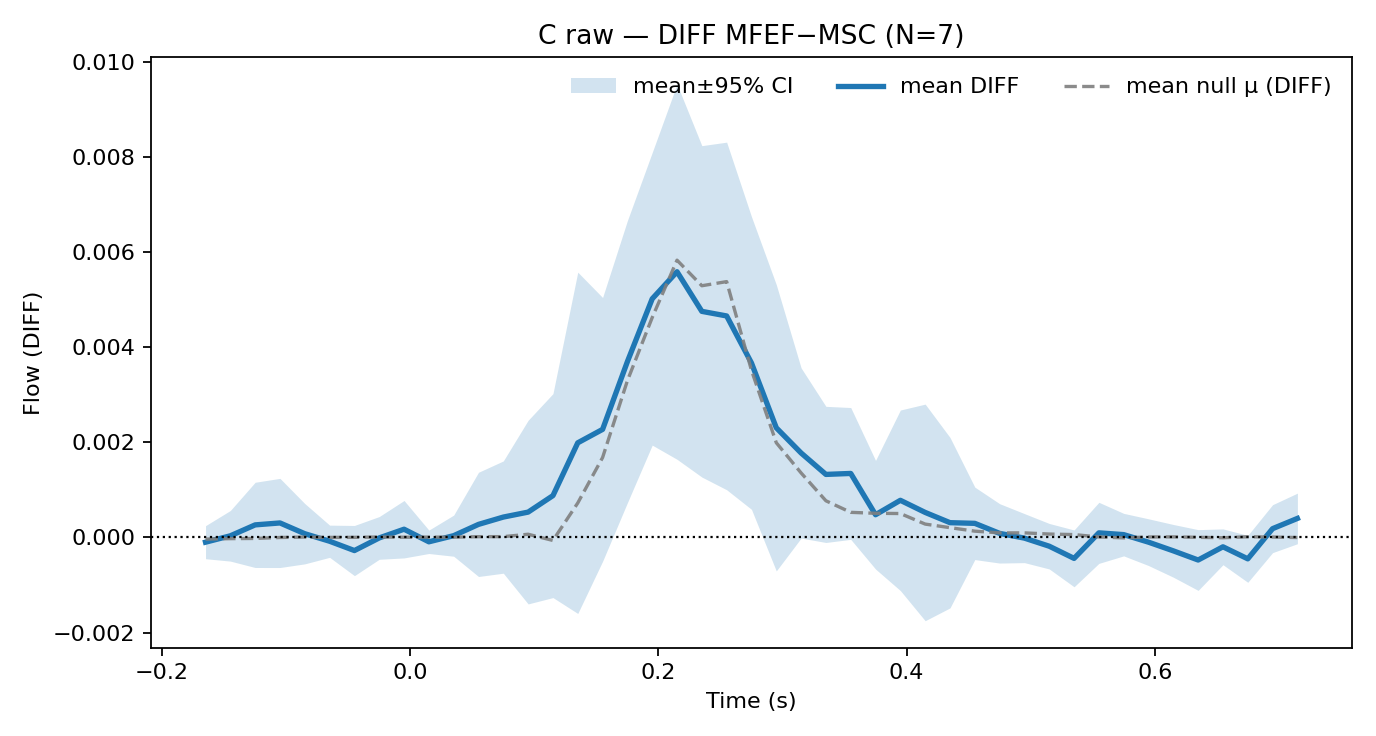 C raw — DIFF MFEF−MSC (N=7)
mean±95% CI mean DIFF mean null μ (DIFF)
0.010
0.008
0.006
0.004
0.002
0.000
−0.002
Flow (DIFF)
−0.2 0.0 0.2 0.4 0.6
Time (s)